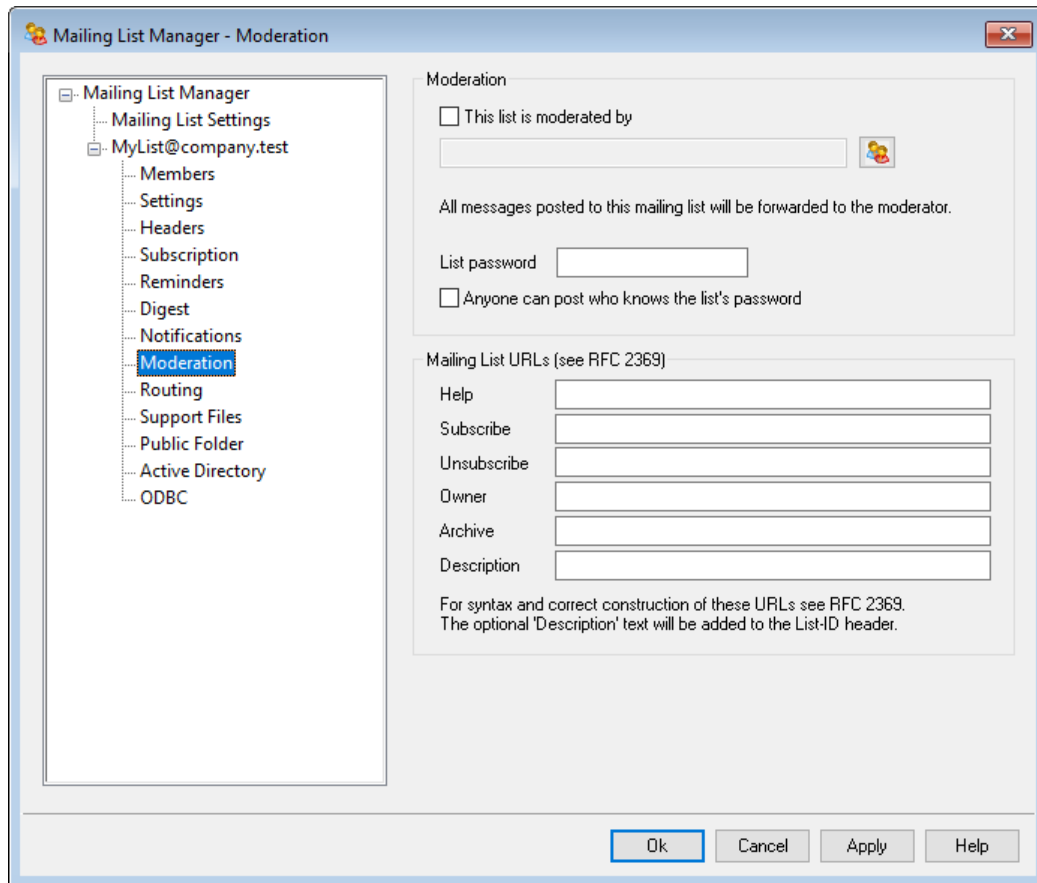 Mailing List Manager - Moderation
Mailing List Manager
Mailing List Settings
MyList@company.test
Members
Settings
Headers
Subscription
Reminders
Digest
Notifications
Moderation
Routing
Support Files
Public Folder
Active Directory
ODBC
Moderation
This list is moderated by
All messages posted to this mailing list will be forwarded to the moderator.
List password
Anyone can post who knows the list's password
Mailing List URLs (see RFC 2369)
Help
Subscribe
Unsubscribe
Owner
Archive
Description
For syntax and correct construction of these URLs see RFC 2369.
The optional 'Description' text will be added to the List-ID header.
Ok
Cancel
Apply
Help